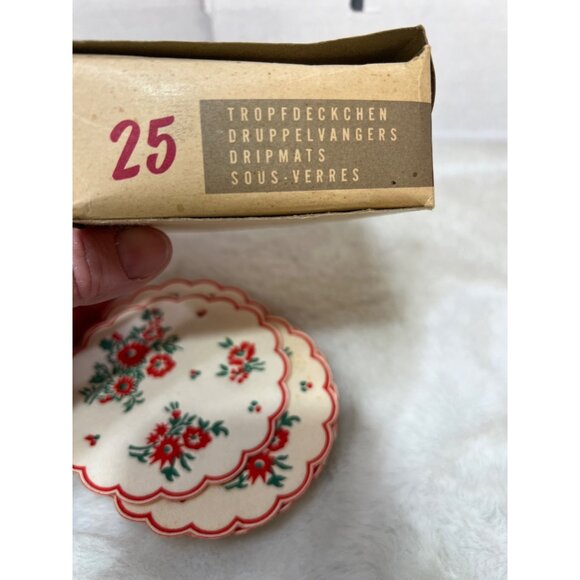 25
TROPFDECKCHEN
DRUPPELVANGERS
DRIPMATS
SOUS-VERRES